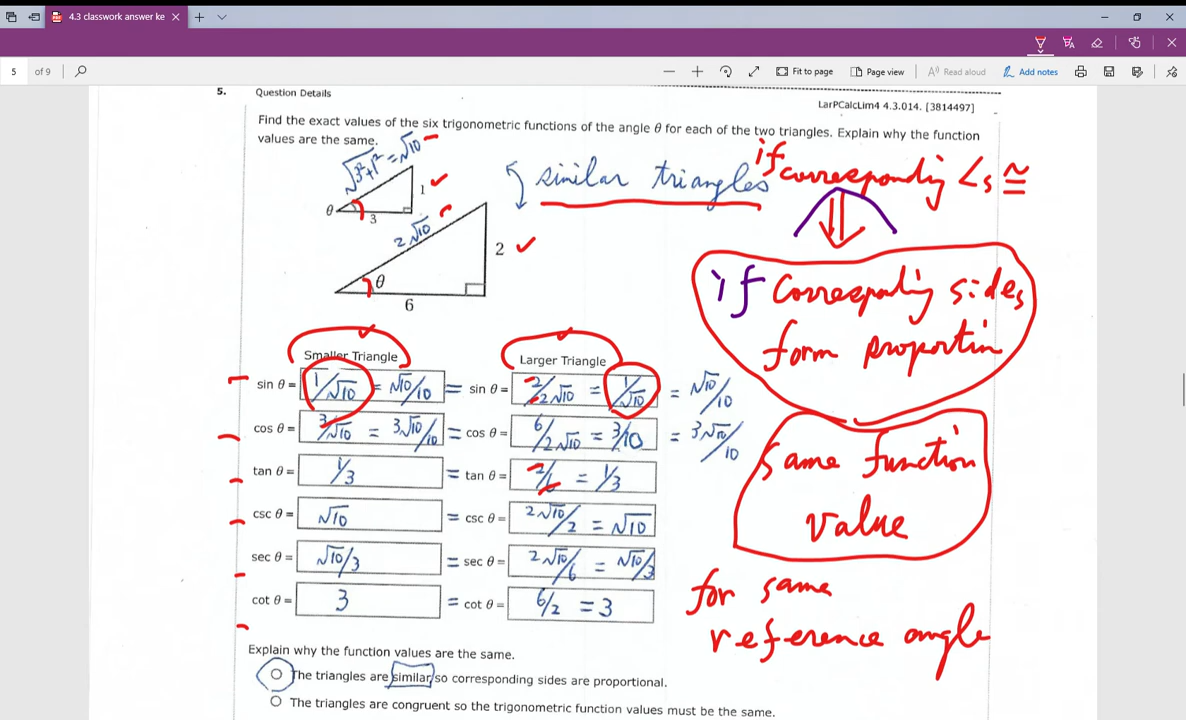 4.3 classwork answer ke
5 of 9
Fit to page
Page view
Read aloud
Add notes
5. Question Details
LarPCalcLim4 4.3.014. [3814497]
Find the exact values of the six trigonometric functions of the angle θ for each of the two triangles. Explain why the function
values are the same.
√3²+1² = √10
1
θ
3
similar triangles
if corresponding ∠s ≅
2√10
2
θ
6
if
sides
form
Smaller Triangle
Larger Triangle
sin θ = 1/√10 = √10/10 = sin θ = 2/2√10 = 1/√10 = √10/10
cos θ = 3/√10 = 3√10/10 = cos θ = 6/2√10 = 3/√10 = 3√10/10
tan θ = 1/3 = tan θ = 2/6 = 1/3
csc θ = √10 = csc θ = 2√10/2 = √10
sec θ = √10/3 = sec θ = 2√10/6 = √10/3
cot θ = 3 = cot θ = 6/2 = 3
same function
value
for same
reference angle
Explain why the function values are the same.
The triangles are similar so corresponding sides are proportional.
The triangles are congruent so the trigonometric function values must be the same.